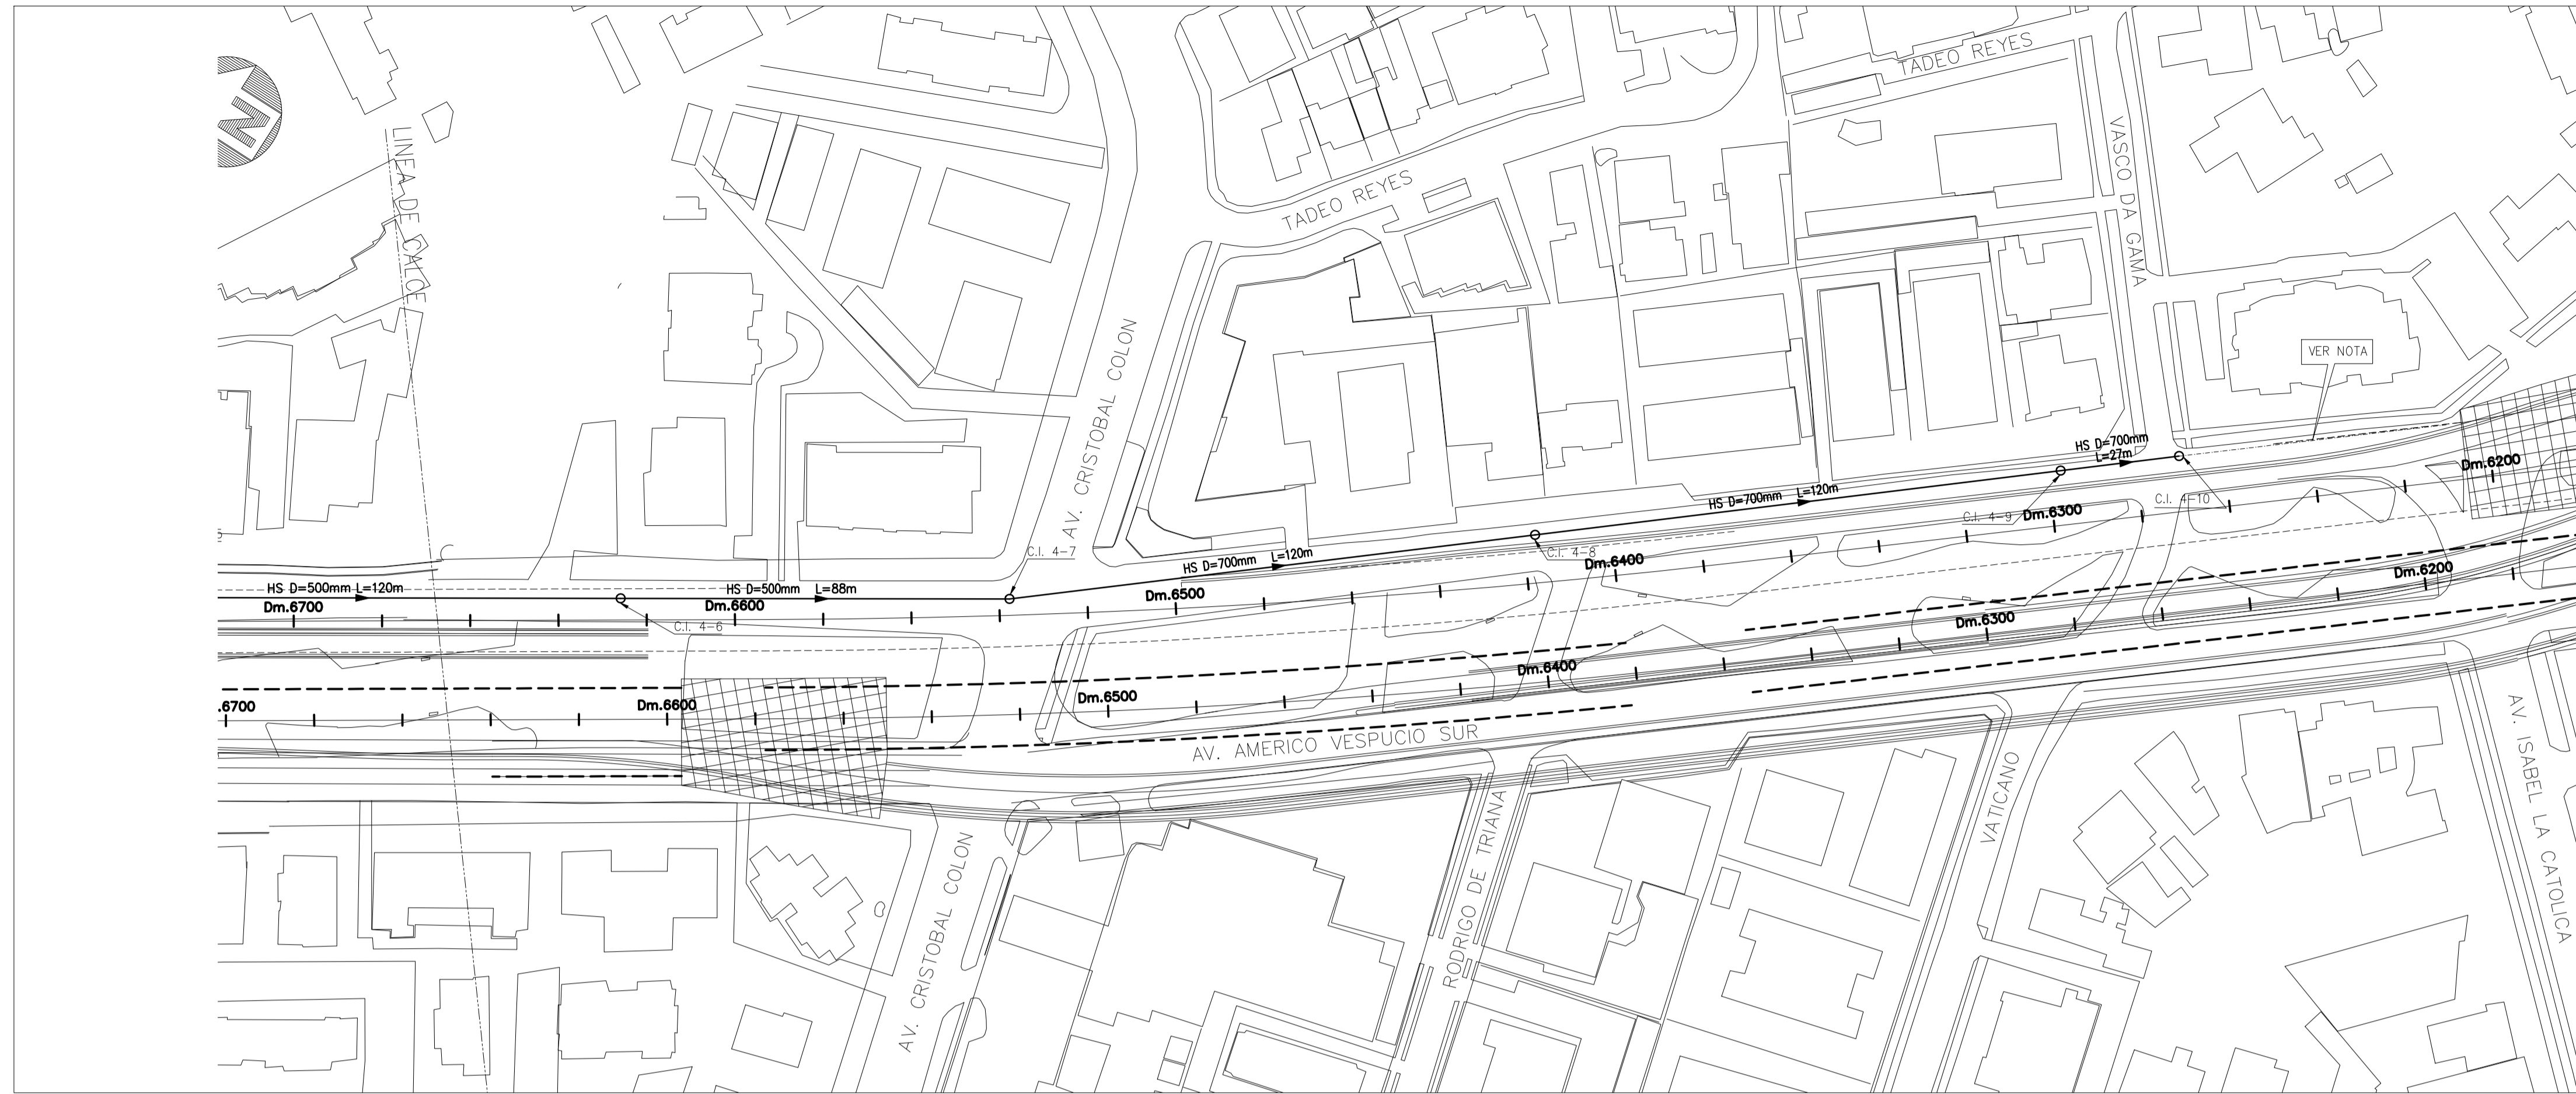 TADEO REYES
N
LINEA DE CALCE
VASCO DA GAMA
TADEO REYES
AV. CRISTOBAL COLON
VER NOTA
HS D=700mm
L=27m
Dm.6200
HS D=700mm L=120m
C.I. 4-10
C.I. 4-9
Dm.6300
C.I. 4-7
C.I. 4-8
HS D=700mm L=120m
Dm.6400
Dm.6200
HS D=500mm L=120m
HS D=500mm L=88m
Dm.6700
Dm.6600
Dm.6500
C.I. 4-6
Dm.6300
Dm.6400
Dm.6500
.6700
Dm.6600
AV. AMERICO VESPUCIO SUR
AV. ISABEL LA CATOLICA
VATICANO
RODRIGO DE TRIANA
AV. CRISTOBAL COLON